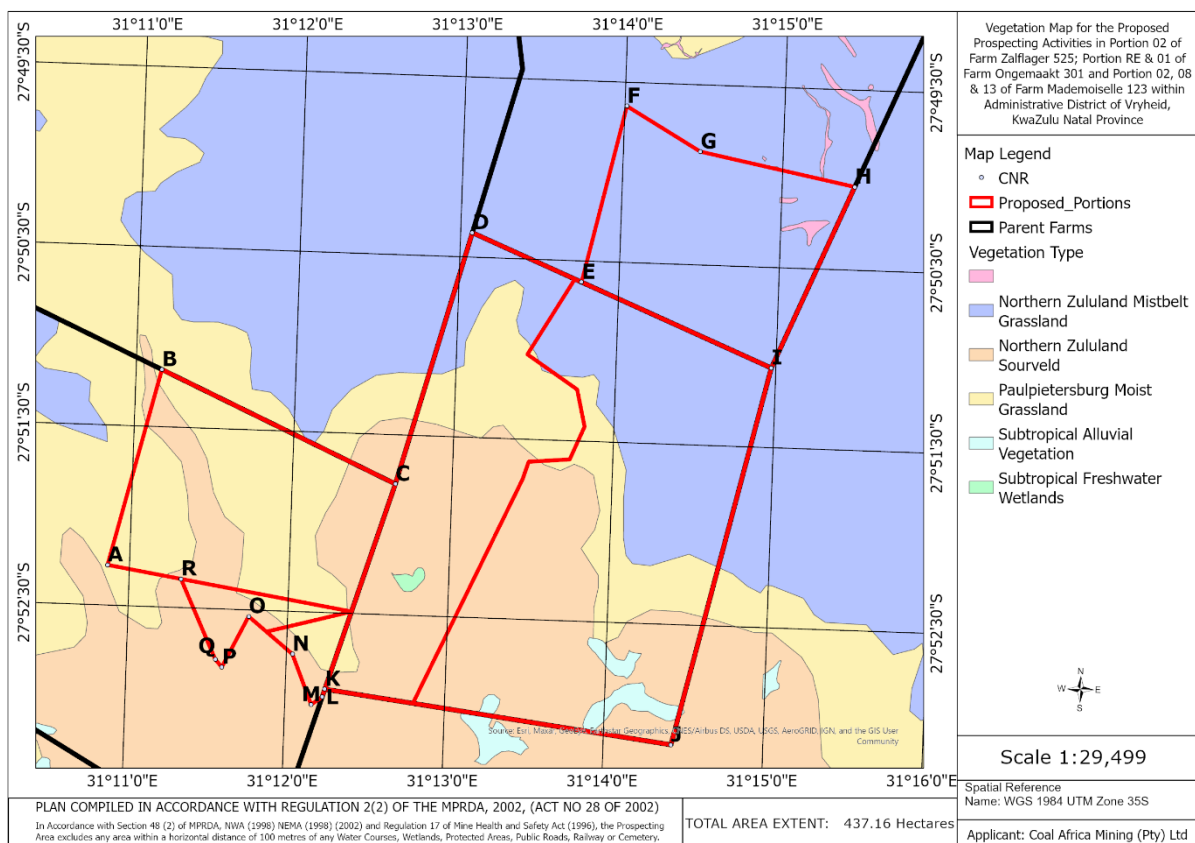 31°11'0"E
31°12'0"E
31°13'0"E
31°14'0"E
31°15'0"E
27°49'30"S
27°50'30"S
27°51'30"S
27°52'30"S
27°49'30"S
27°50'30"S
27°51'30"S
27°52'30"S
F
G
H
D
E
B
I
C
A
R
O
N
Q
P
K
M
L
J
Source: Esri, Maxar, Geographics, CNES/Airbus DS, USDA, USGS, AeroGRID, IGN, and the GIS User
Community
31°11'0"E
31°12'0"E
31°13'0"E
31°14'0"E
31°15'0"E
31°16'0"E
Vegetation Map for the Proposed
Prospecting Activities in Portion 02 of
Farm Zalflager 525; Portion RE & 01 of
Farm Ongemaakt 301 and Portion 02, 08
& 13 of Farm Mademoiselle 123 within
Administrative District of Vryheid,
KwaZulu Natal Province
Map Legend
CNR
Proposed_Portions
Parent Farms
Vegetation Type
Northern Zululand Mistbelt
Grassland
Northern Zululand
Sourveld
Paulpietersburg Moist
Grassland
Subtropical Alluvial
Vegetation
Subtropical Freshwater
Wetlands
N
W E
S
Scale 1:29,499
Spatial Reference
Name: WGS 1984 UTM Zone 35S
Applicant: Coal Africa Mining (Pty) Ltd
PLAN COMPILED IN ACCORDANCE WITH REGULATION 2(2) OF THE MPRDA, 2002, (ACT NO 28 OF 2002)
In Accordance with Section 48 (2) of MPRDA, NWA (1998) NEMA (1998) (2002) and Regulation 17 of Mine Health and Safety Act (1996), the Prospecting
Area excludes any area within a horizontal distance of 100 metres of any Water Courses, Wetlands, Protected Areas, Public Roads, Railway or Cemetery.
TOTAL AREA EXTENT: 437.16 Hectares